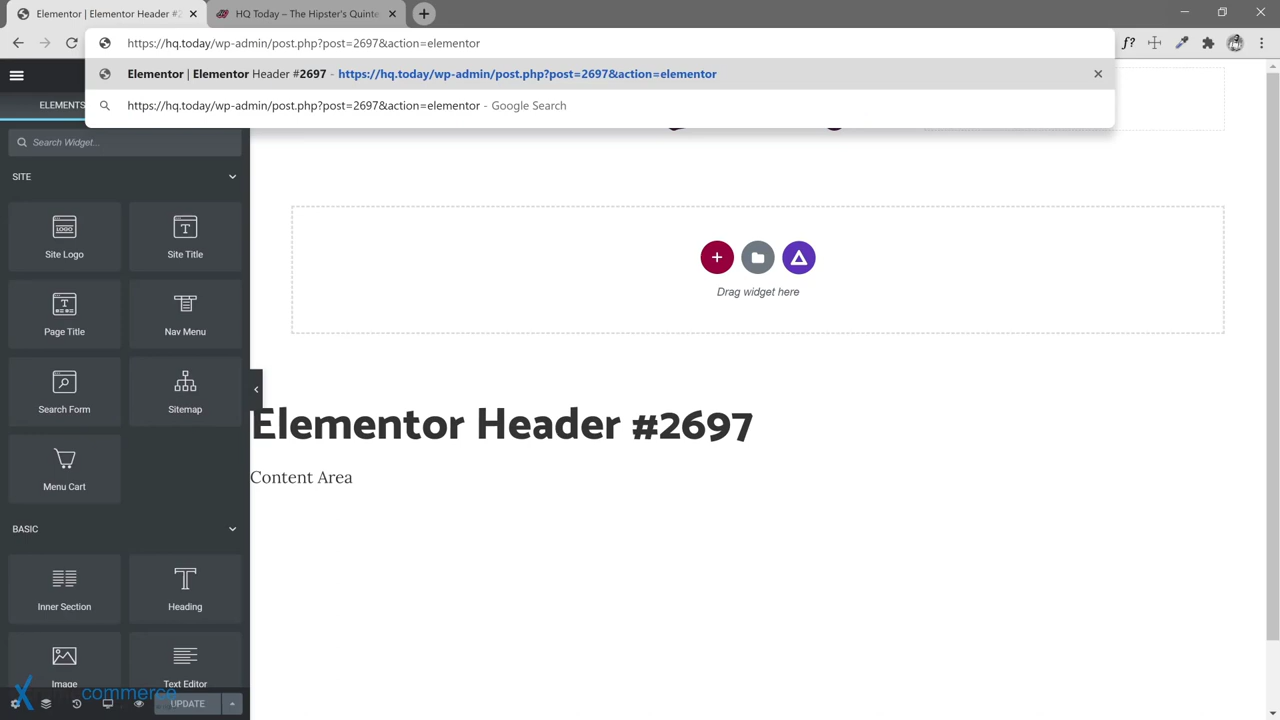 Elementor | Elementor Header #2
HQ Today – The Hipster's Quinte
https://hq.today/wp-admin/post.php?post=2697&action=elementor
Elementor | Elementor Header #2697 - https://hq.today/wp-admin/post.php?post=2697&action=elementor
https://hq.today/wp-admin/post.php?post=2697&action=elementor - Google Search
f?
ELEMENTS
Search Widget...
SITE
LOGO
Site Logo
Site Title
Page Title
Nav Menu
Search Form
Sitemap
Menu Cart
BASIC
Inner Section
Heading
Image
Text Editor
UPDATE
commerce
Drag widget here
Elementor Header #2697
Content Area